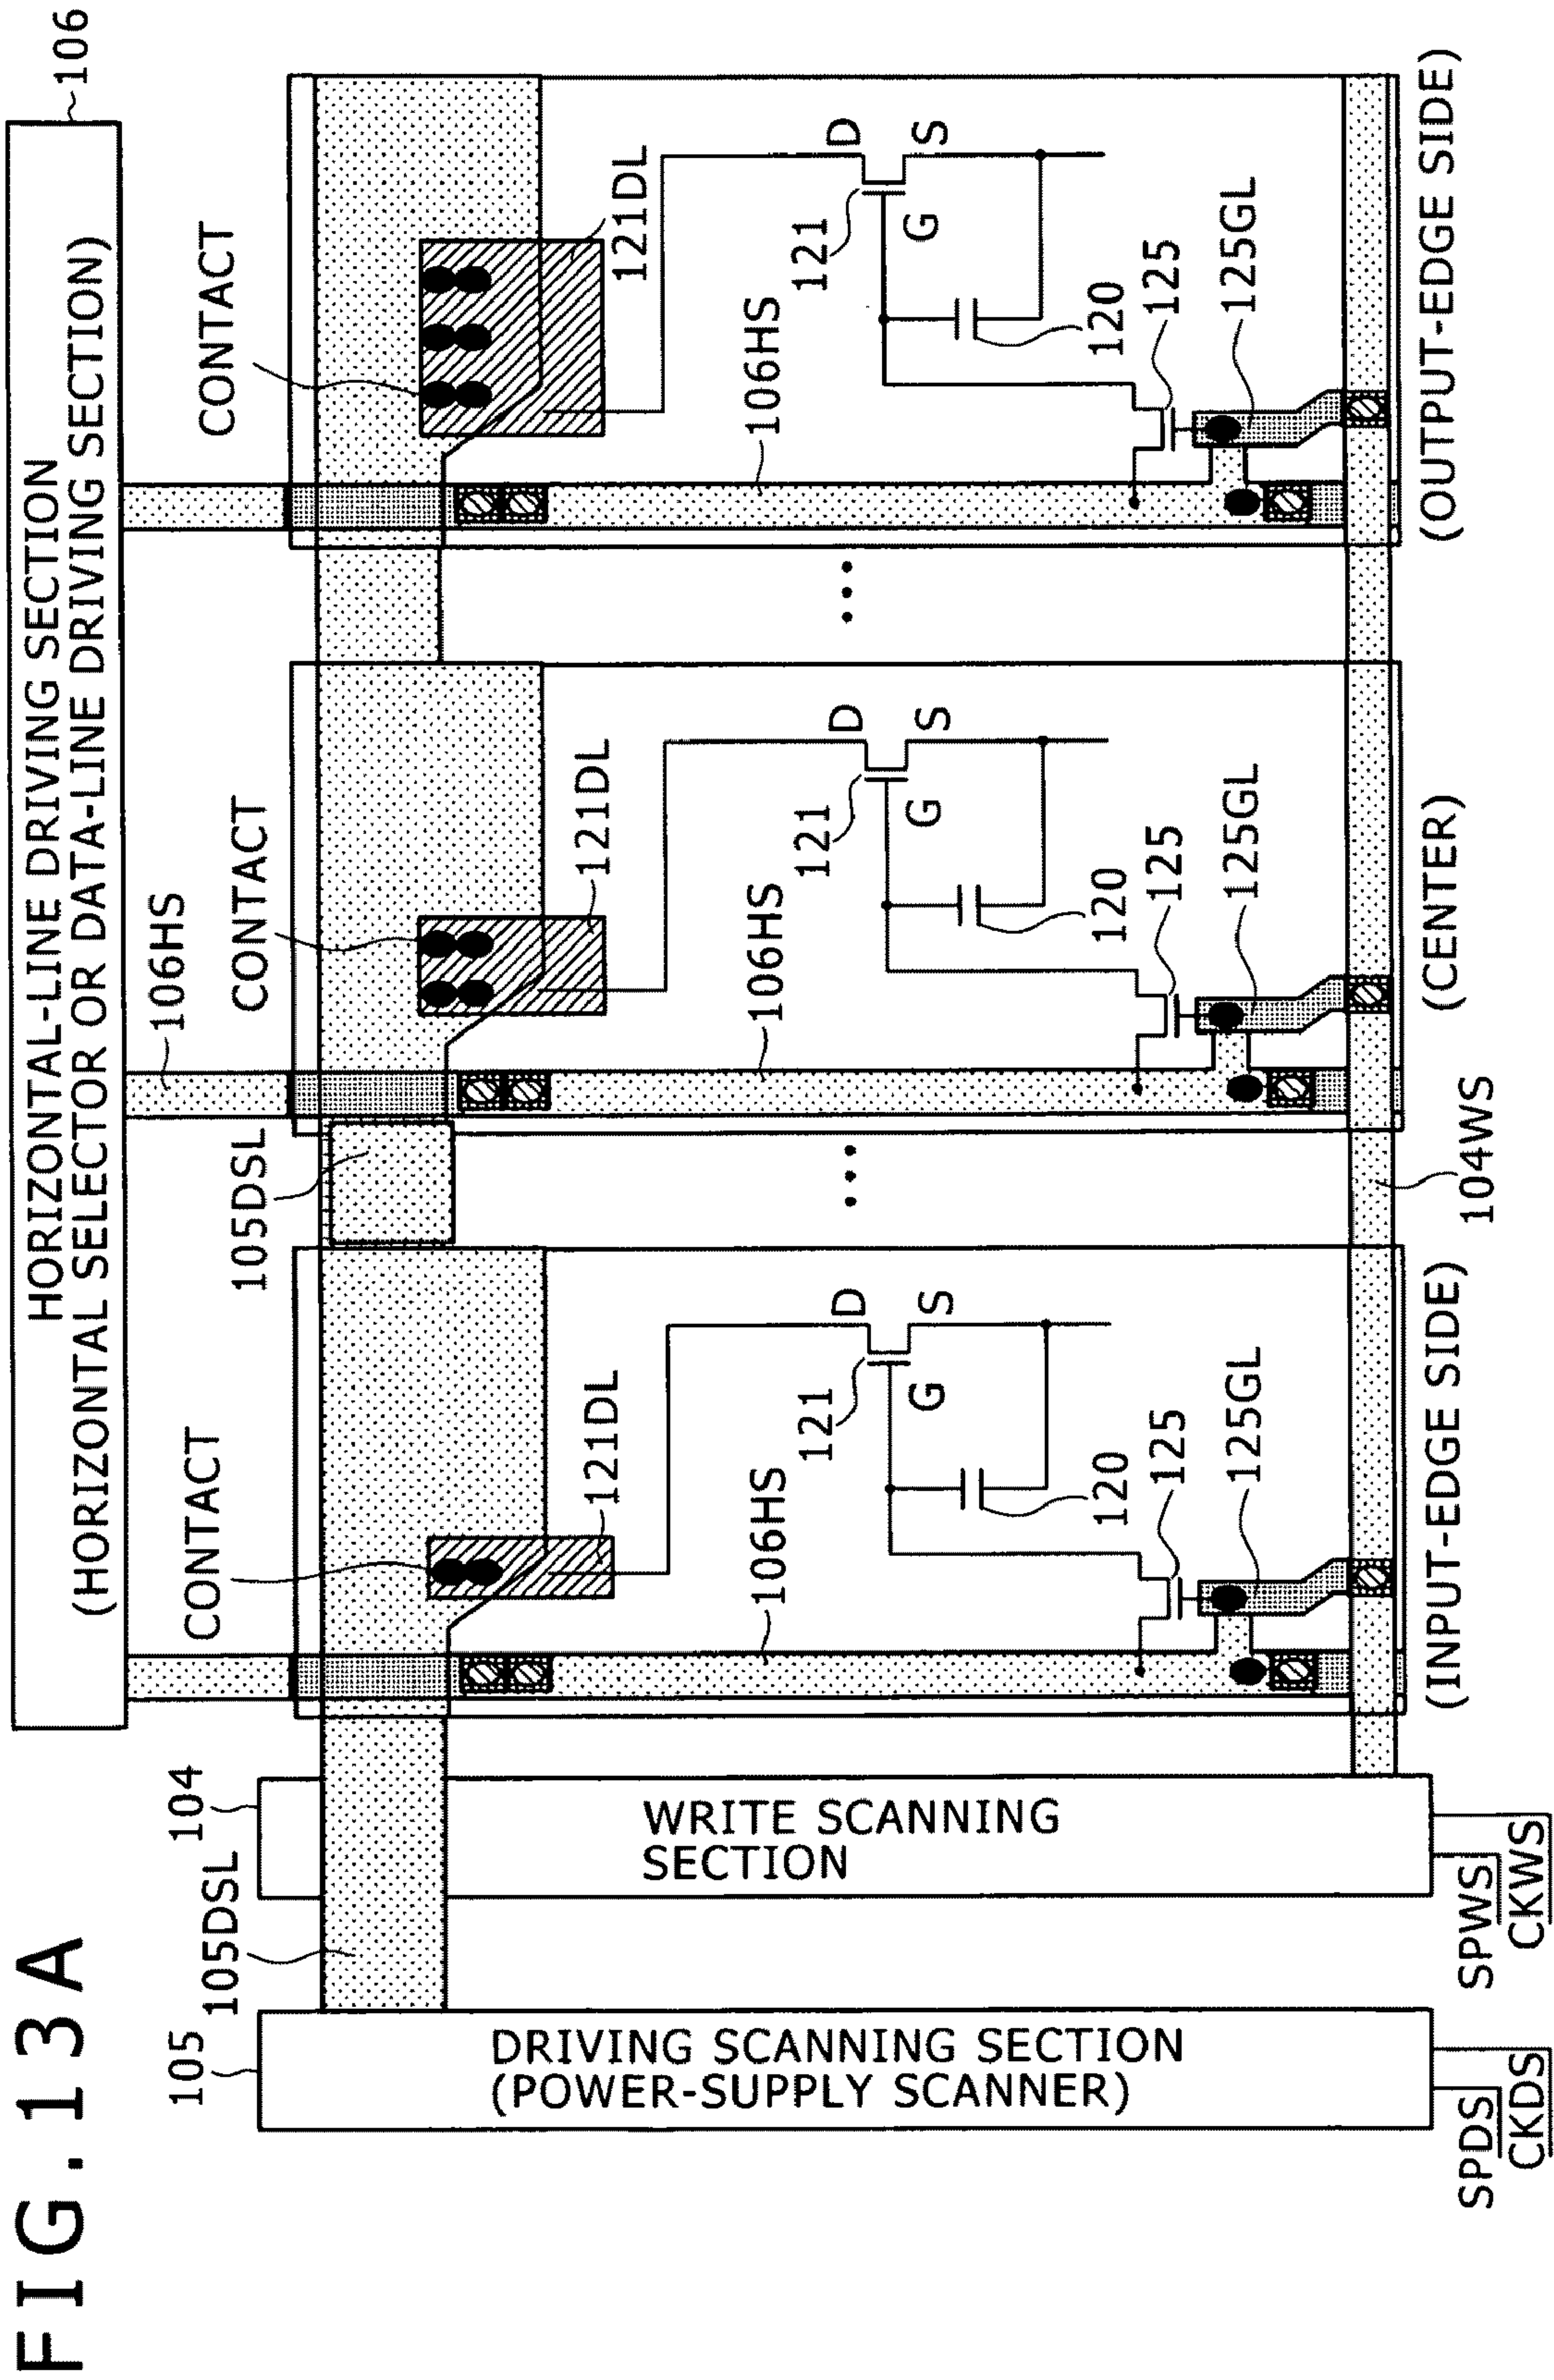 FIG.13A
HORIZONTAL-LINE DRIVING SECTION
(HORIZONTAL SELECTOR OR DATA-LINE DRIVING SECTION)
106
105
105DSL
104
CONTACT
105DSL
106HS
CONTACT
CONTACT
121DL
121DL
121DL
DRIVING SCANNING SECTION
(POWER-SUPPLY SCANNER)
WRITE SCANNING
SECTION
106HS
121
D
S
G
120
125
125GL
106HS
121
D
S
G
120
125
125GL
106HS
121
D
S
G
120
125
125GL
SPDS
CKDS
SPWS
CKWS
104WS
(INPUT-EDGE SIDE)
(CENTER)
(OUTPUT-EDGE SIDE)